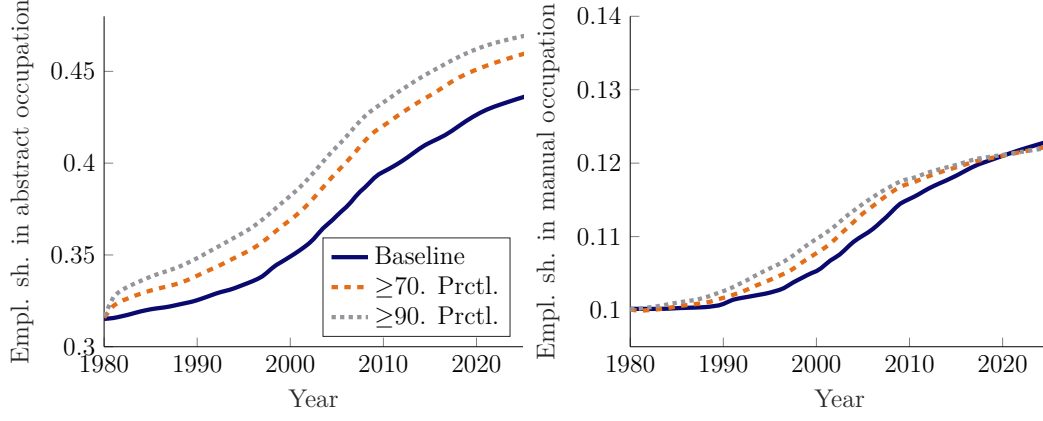 Empl. sh. in abstract occupation
0.45
0.4
0.35
0.3
1980
1990
2000
2010
2020
Year
Baseline
≥70. Prctl.
≥90. Prctl.
Empl. sh. in manual occupation
0.14
0.13
0.12
0.11
0.1
1980
1990
2000
2010
2020
Year